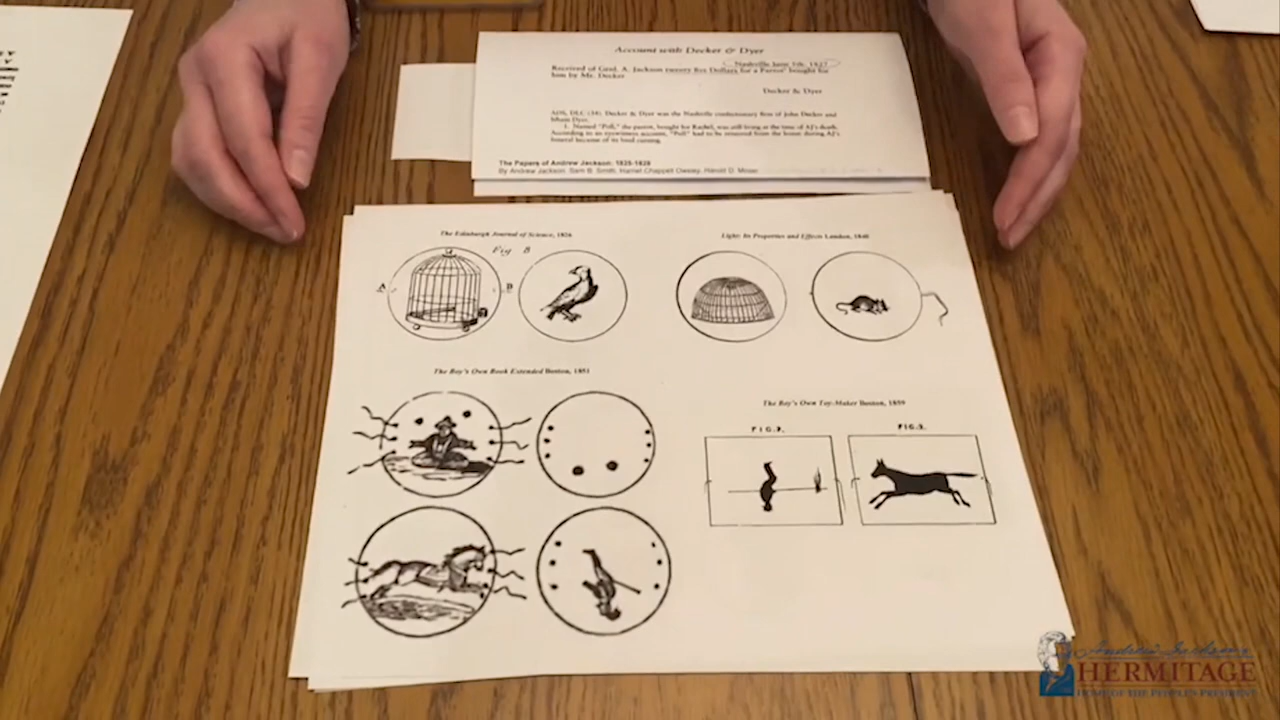 Account with Decker & Dyer
Nashville June 5th. 1827
Received of Genl. A. Jackson twenty five Dollars for a Parrot¹ bought for
him by Mr. Decker
Decker & Dyer
ADS, DLC (34). Decker & Dyer was the Nashville confectionary firm of John Decker and
Dyer.
1. Named "Poll," the parrot, bought for Rachel, was still living at the time of AJ's death.
According to an eyewitness account, "Poll" had to be removed from the house during AJ's
funeral because of its loud cursing.
The Papers of Andrew Jackson: 1825-1828
By Andrew Jackson, Sam B. Smith, Harriet Chappell Owsley, Harold D. Moser
The Edinburgh Journal of Science, 1826
Fig 8
A
B
Light: Its Properties and Effects London, 1840
The Boy's Own Book Extended Boston, 1851
The Boy's Own Toy-Maker Boston, 1859
FIG.2.
FIG.3.
Andrew Jackson's
HERMITAGE
HOME OF THE PEOPLE'S PRESIDENT